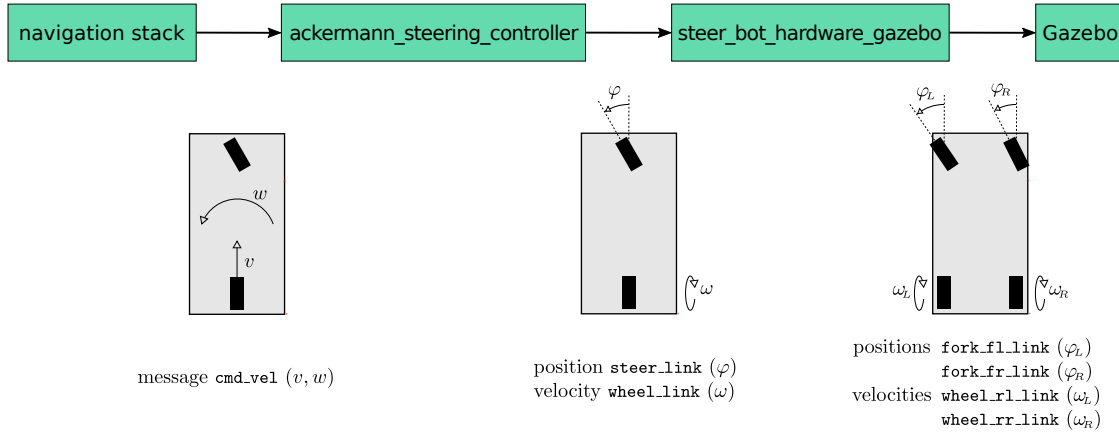 navigation stack
ackermann_steering_controller
steer_bot_hardware_gazebo
Gazebo
φ
φL
φR
w
v
ω
ωL
ωR
message cmd_vel (v, w)
position steer_link (φ)
velocity wheel_link (ω)
positions fork_fl_link (φL)
fork_fr_link (φR)
velocities wheel_rl_link (ωL)
wheel_rr_link (ωR)